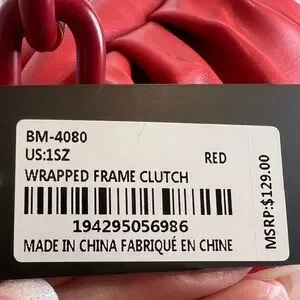 BM-4080
US:1SZ RED
WRAPPED FRAME CLUTCH
194295056986
MADE IN CHINA FABRIQUÉ EN CHINE
MSRP:$129.00